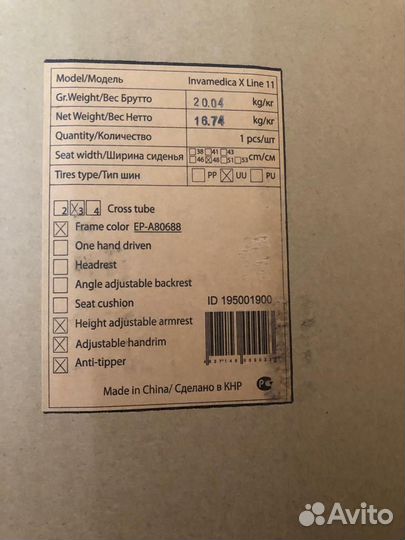 Model/Модель Invamedica X Line 11
Gr.Weight/Вес Брутто 20.04 kg/кг
Net Weight/Вес Нетто 16.74 kg/кг
Quantity/Количество 1 pcs/шт
Seat width/Ширина сиденья 38 41 43 46 48 51 53 cm/см
Tires type/Тип шин PP UU PU
2 3 4 Cross tube
Frame color EP-A80688
One hand driven
Headrest
Angle adjustable backrest
Seat cushion
ID 195001900
Height adjustable armrest
Adjustable handrim
Anti-tipper
Made in China/ Сделано в КНР
Avito